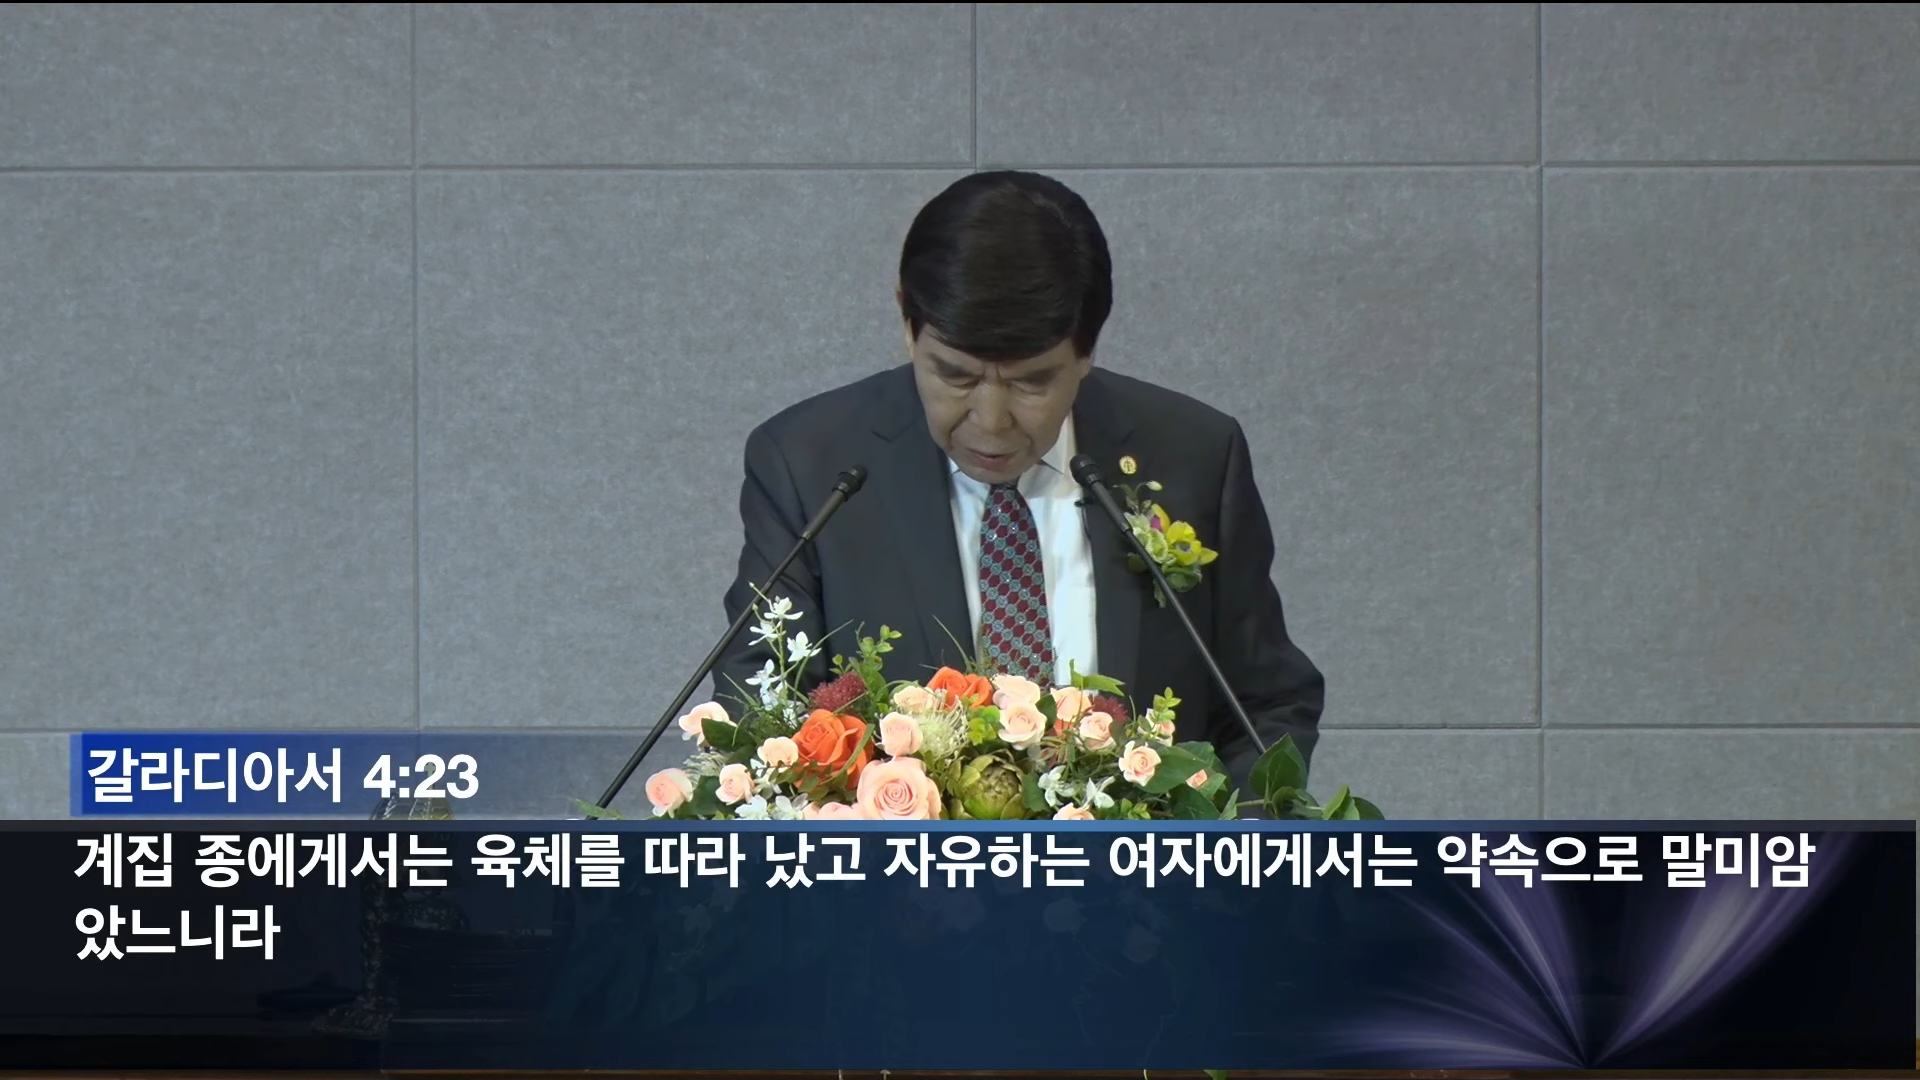 갈라디아서 4:23
계집 종에게서는 육체를 따라 났고 자유하는 여자에게서는 약속으로 말미암
았느니라